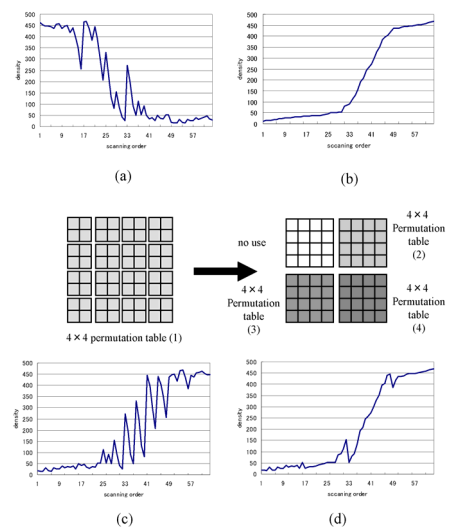 500
450
400
350
300
250
200
150
100
50
0
density
1 9 17 25 33 41 49 57
scanning order
(a)
500
450
400
350
300
250
200
150
100
50
0
density
1 9 17 25 33 41 49 57
sccaning order
(b)
4×4 permutation table (1)
no use
4×4
Permutation
table
(2)
4×4
Permutation
table
(3)
4×4
Permutation
table
(4)
500
450
400
350
300
250
200
150
100
50
0
density
1 9 17 25 33 41 49 57
scanning order
(c)
500
450
400
350
300
250
200
150
100
50
0
density
1 9 17 25 33 41 49 57
sccaning order
(d)